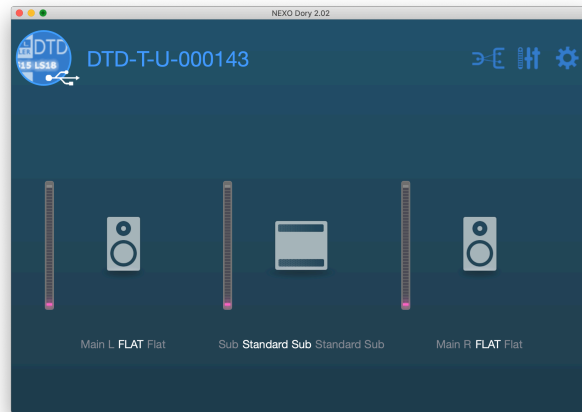 NEXO Dory 2.02
DTD
S15 LS18
DTD-T-U-000143
Main L FLAT Flat
Sub Standard Sub Standard Sub
Main R FLAT Flat